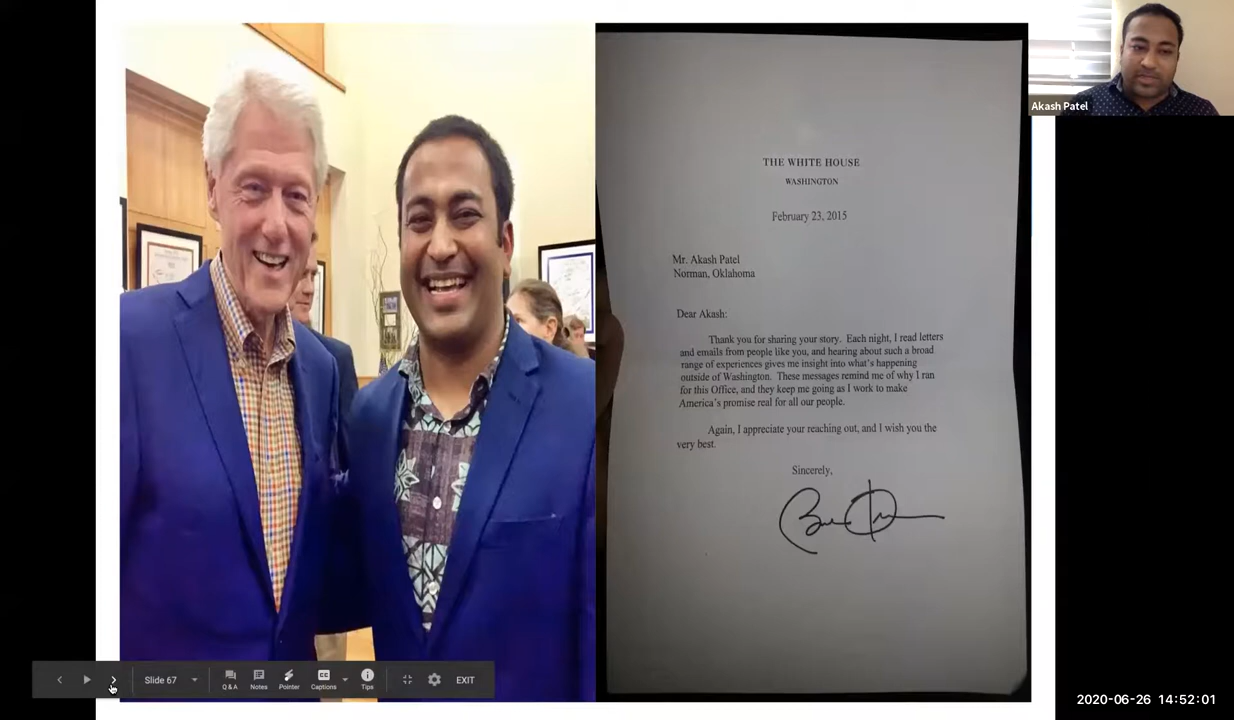 Akash Patel
THE WHITE HOUSE
WASHINGTON
February 23, 2015
Mr. Akash Patel
Norman, Oklahoma
Dear Akash:
Thank you for sharing your story. Each night, I read letters
and emails from people like you, and hearing about such a broad
range of experiences gives me insight into what's happening
outside of Washington. These messages remind me of why I ran
for this Office, and they keep me going as I work to make
America's promise real for all our people.
Again, I appreciate your reaching out, and I wish you the
very best.
Sincerely,
Slide 67
Q & A
Notes
Pointer
CC
Captions
Tips
EXIT
2020-06-26 14:52:01